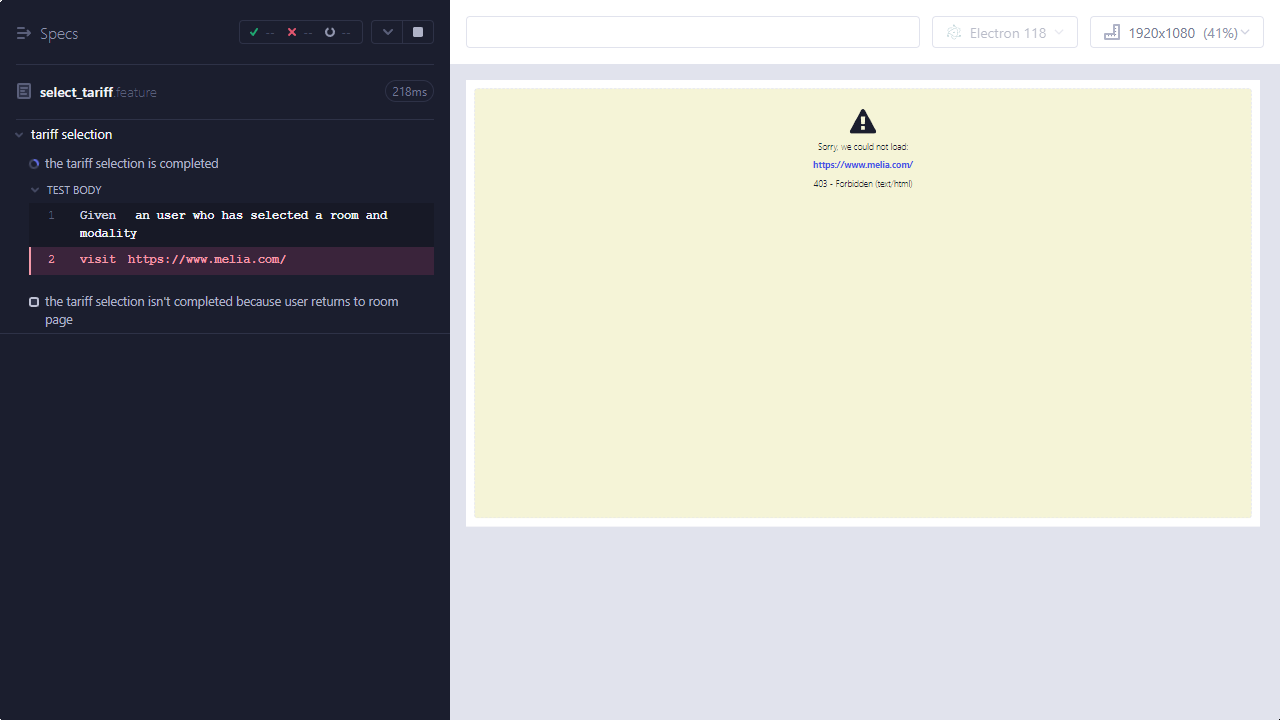 Specs
-- -- --
select_tariff.feature 218ms
tariff selection
the tariff selection is completed
TEST BODY
1 Given an user who has selected a room and
modality
2 visit https://www.melia.com/
the tariff selection isn't completed because user returns to room
page
Electron 118 1920x1080 (41%)
Sorry, we could not load:
https://www.melia.com/
403 - Forbidden (text/html)